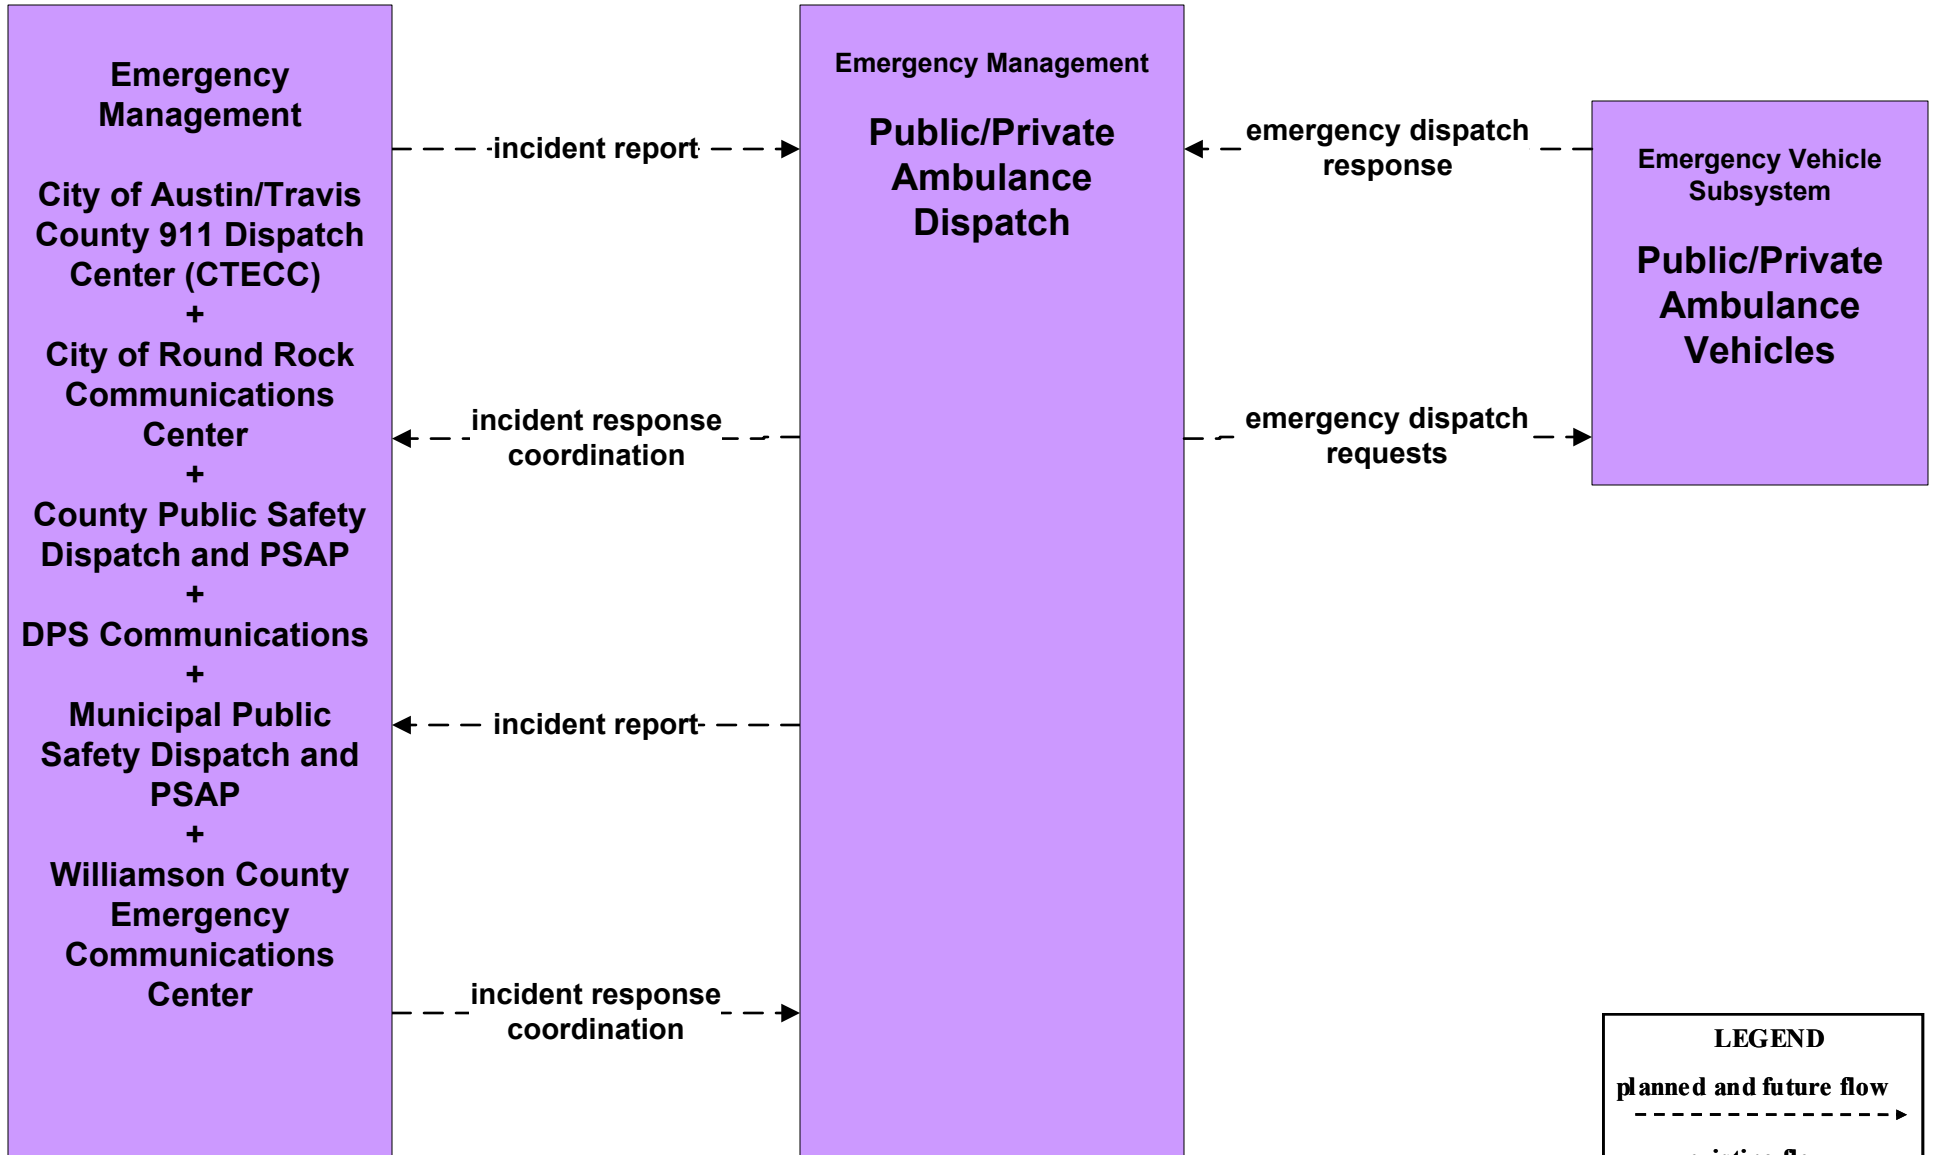 Emergency
Management
City of Austin/Travis
County 911 Dispatch
Center (CTECC)
+
City of Round Rock
Communications
Center
+
County Public Safety
Dispatch and PSAP
+
DPS Communications
+
Municipal Public
Safety Dispatch and
PSAP
+
Williamson County
Emergency
Communications
Center
incident report
incident response
coordination
incident report
incident response
coordination
Emergency Management
Public/Private
Ambulance
Dispatch
emergency dispatch
response
emergency dispatch
requests
Emergency Vehicle
Subsystem
Public/Private
Ambulance
Vehicles
LEGEND
planned and future flow